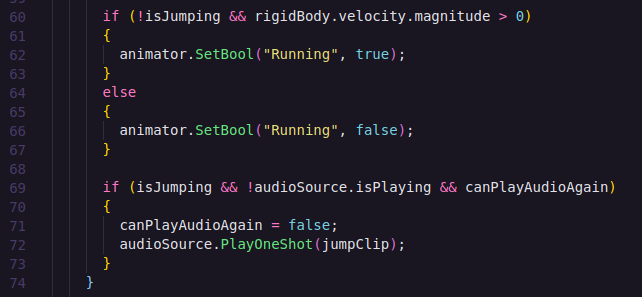 60 if (!isJumping && rigidBody.velocity.magnitude > 0)
61 {
62 animator.SetBool("Running", true);
63 }
64 else
65 {
66 animator.SetBool("Running", false);
67 }
68
69 if (isJumping && !audioSource.isPlaying && canPlayAudioAgain)
70 {
71 canPlayAudioAgain = false;
72 audioSource.PlayOneShot(jumpClip);
73 }
74 }